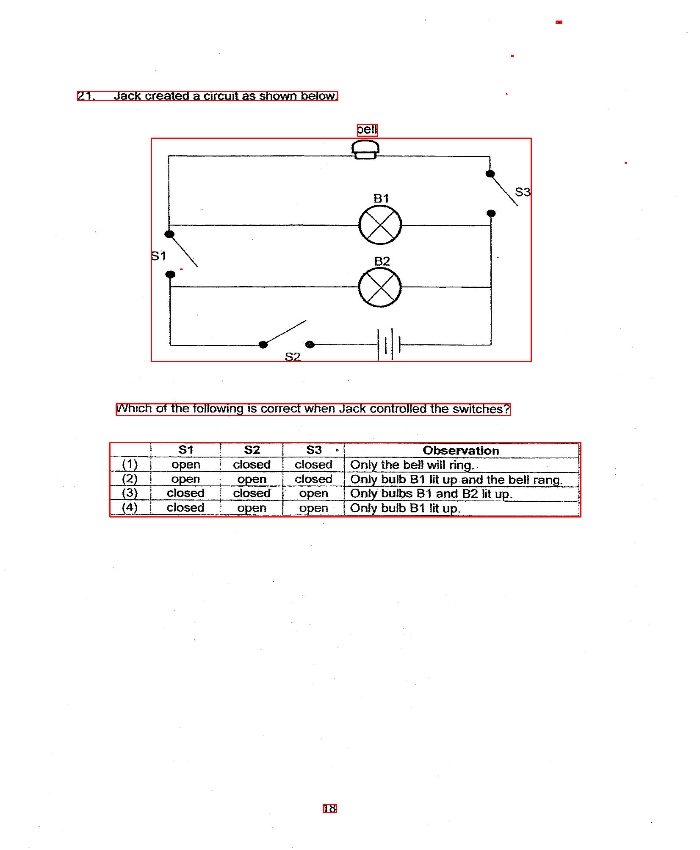 21. Jack created a circuit as shown below.
bell
S3
B1
S1
B2
S2
Which of the following is correct when Jack controlled the switches?
S1 S2 S3 Observation
(1) open closed closed Only the bell will ring.
(2) open open closed Only bulb B1 lit up and the bell rang.
(3) closed closed open Only bulbs B1 and B2 lit up.
(4) closed open open Only bulb B1 lit up.
18